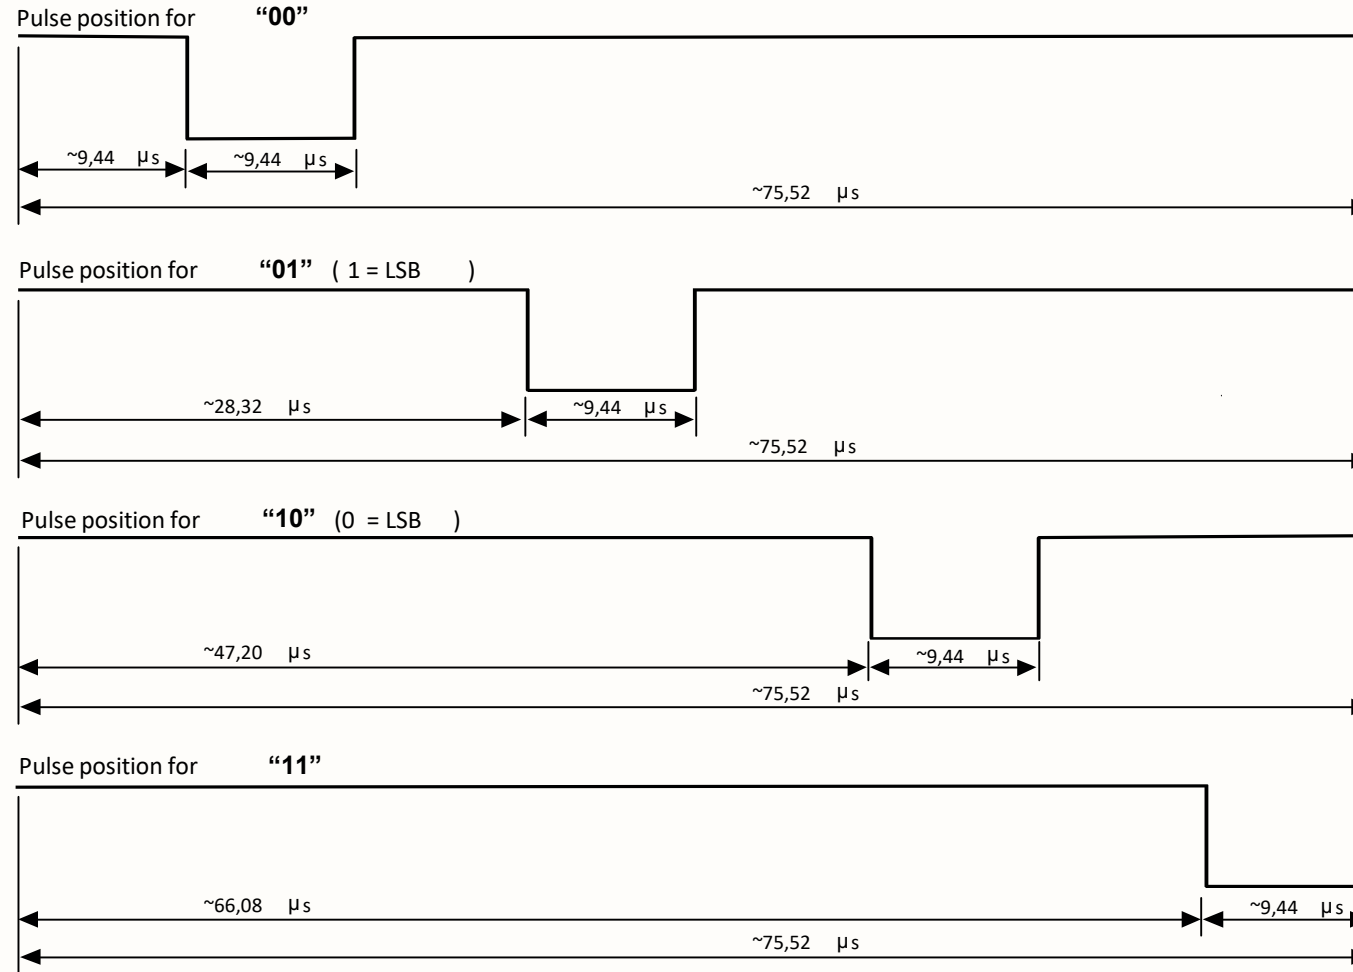 Pulse position for “00”
~9,44 μs ~9,44 μs
~75,52 μs
Pulse position for “01” ( 1 = LSB )
~28,32 μs ~9,44 μs
~75,52 μs
Pulse position for “10” (0 = LSB )
~47,20 μs ~9,44 μs
~75,52 μs
Pulse position for “11”
~66,08 μs ~9,44 μs
~75,52 μs